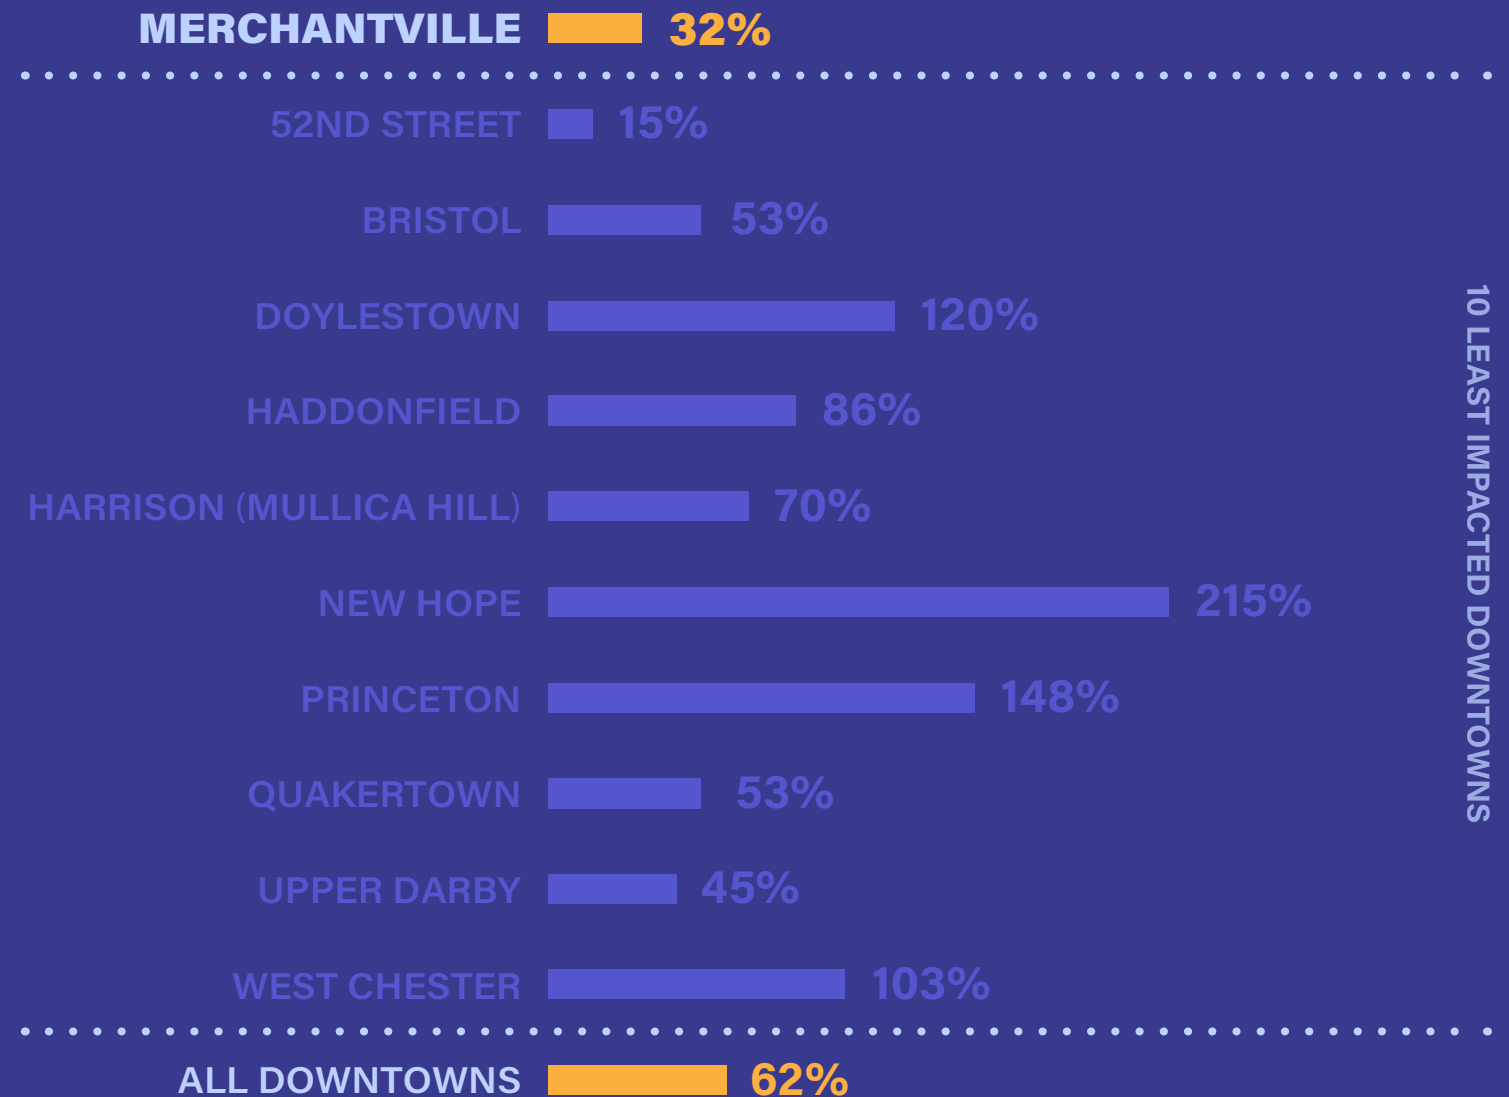 MERCHANTVILLE 32%
52ND STREET 15%
BRISTOL 53%
DOYLESTOWN 120%
HADDONFIELD 86%
HARRISON (MULLICA HILL) 70%
NEW HOPE 215%
PRINCETON 148%
QUAKERTOWN 53%
UPPER DARBY 45%
WEST CHESTER 103%
ALL DOWNTOWNS 62%
10 LEAST IMPACTED DOWNTOWNS